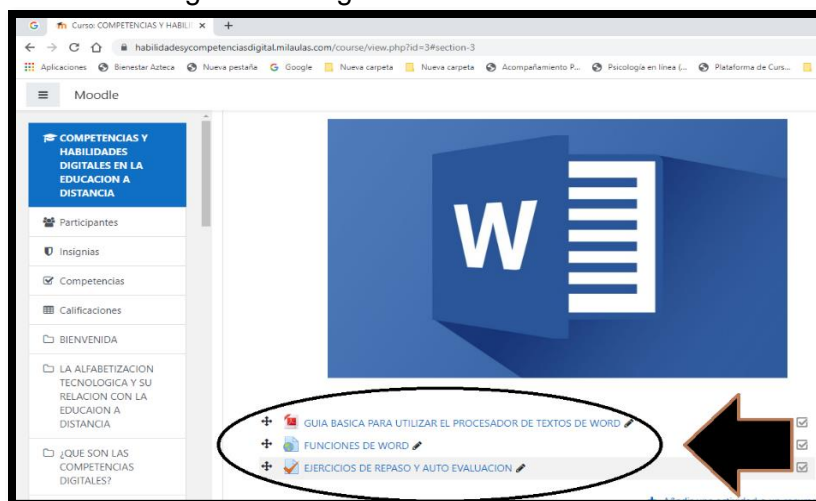 Curso: COMPETENCIAS Y HABILI
habilidadesycompetenciasdigital.milaulas.com/course/view.php?id=3#section-3
Aplicaciones Bienestar Azteca Nueva pestaña Google Nueva carpeta Nueva carpeta Acompañamiento P... Psicología en línea (... Plataforma de Curs...
Moodle
COMPETENCIAS Y
HABILIDADES
DIGITALES EN LA
EDUCACION A
DISTANCIA
Participantes
Insignias
Competencias
Calificaciones
BIENVENIDA
LA ALFABETIZACION
TECNOLOGICA Y SU
RELACION CON LA
EDUCAION A
DISTANCIA
¿QUE SON LAS
COMPETENCIAS
DIGITALES?
W
GUIA BASICA PARA UTILIZAR EL PROCESADOR DE TEXTOS DE WORD
FUNCIONES DE WORD
EJERCICIOS DE REPASO Y AUTO EVALUACION